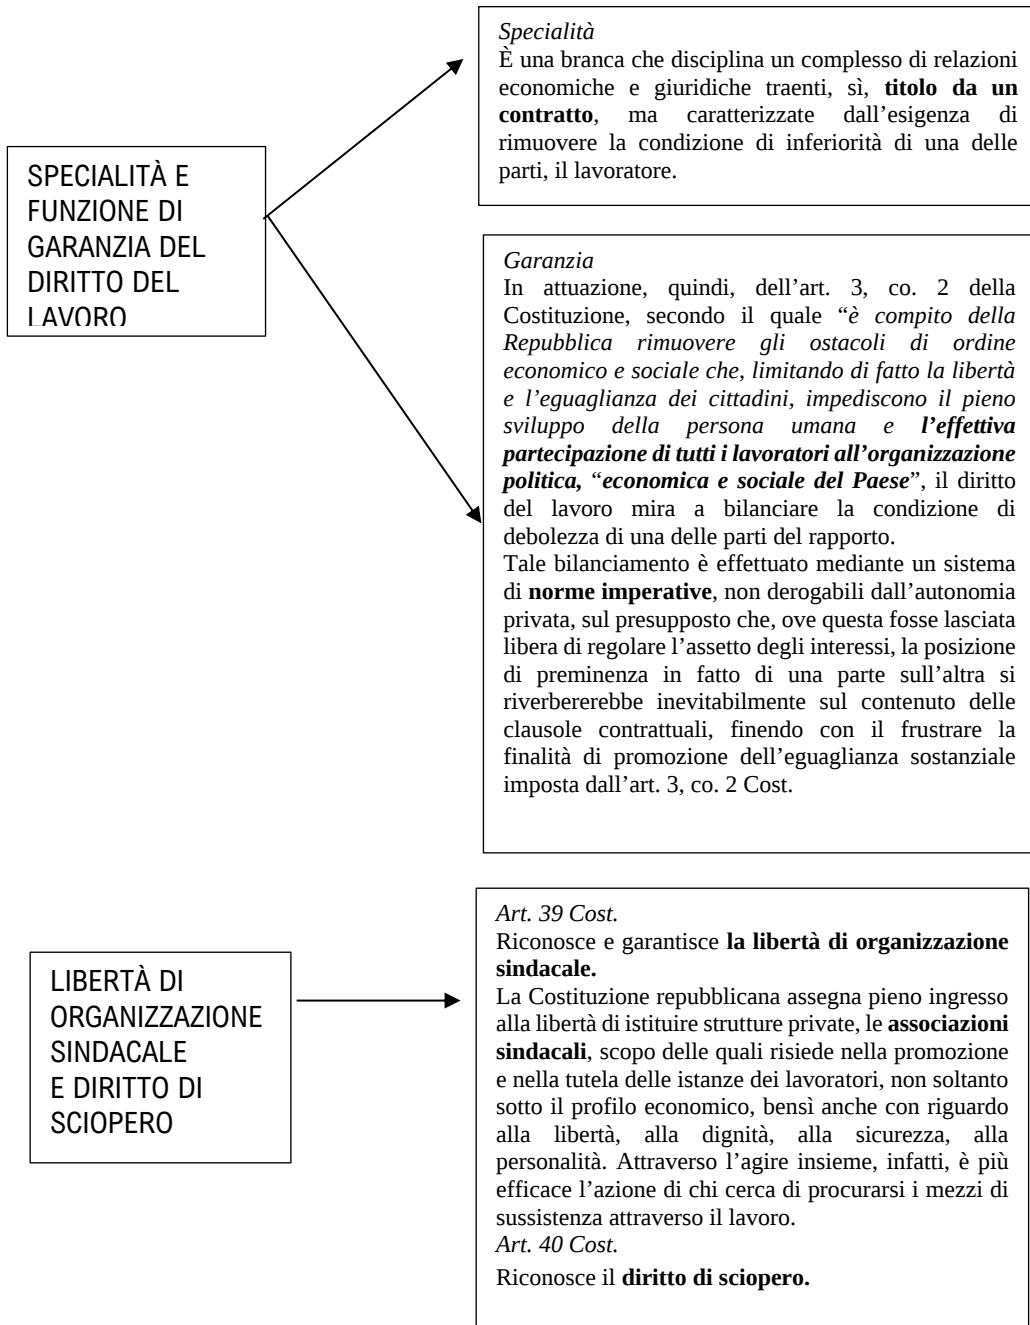 SPECIALITÀ E
FUNZIONE DI
GARANZIA DEL
DIRITTO DEL
LAVORO
Specialità
È una branca che disciplina un complesso di relazioni
economiche e giuridiche traenti, sì, titolo da un
contratto, ma caratterizzate dall’esigenza di
rimuovere la condizione di inferiorità di una delle
parti, il lavoratore.
Garanzia
In attuazione, quindi, dell’art. 3, co. 2 della
Costituzione, secondo il quale “è compito della
Repubblica rimuovere gli ostacoli di ordine
economico e sociale che, limitando di fatto la libertà
e l’eguaglianza dei cittadini, impediscono il pieno
sviluppo della persona umana e l’effettiva
partecipazione di tutti i lavoratori all’organizzazione
politica, “economica e sociale del Paese”, il diritto
del lavoro mira a bilanciare la condizione di
debolezza di una delle parti del rapporto.
Tale bilanciamento è effettuato mediante un sistema
di norme imperative, non derogabili dall’autonomia
privata, sul presupposto che, ove questa fosse lasciata
libera di regolare l’assetto degli interessi, la posizione
di preminenza in fatto di una parte sull’altra si
riverbererebbe inevitabilmente sul contenuto delle
clausole contrattuali, finendo con il frustrare la
finalità di promozione dell’eguaglianza sostanziale
imposta dall’art. 3, co. 2 Cost.
LIBERTÀ DI
ORGANIZZAZIONE
SINDACALE
E DIRITTO DI
SCIOPERO
Art. 39 Cost.
Riconosce e garantisce la libertà di organizzazione
sindacale.
La Costituzione repubblicana assegna pieno ingresso
alla libertà di istituire strutture private, le associazioni
sindacali, scopo delle quali risiede nella promozione
e nella tutela delle istanze dei lavoratori, non soltanto
sotto il profilo economico, bensì anche con riguardo
alla libertà, alla dignità, alla sicurezza, alla
personalità. Attraverso l’agire insieme, infatti, è più
efficace l’azione di chi cerca di procurarsi i mezzi di
sussistenza attraverso il lavoro.
Art. 40 Cost.
Riconosce il diritto di sciopero.